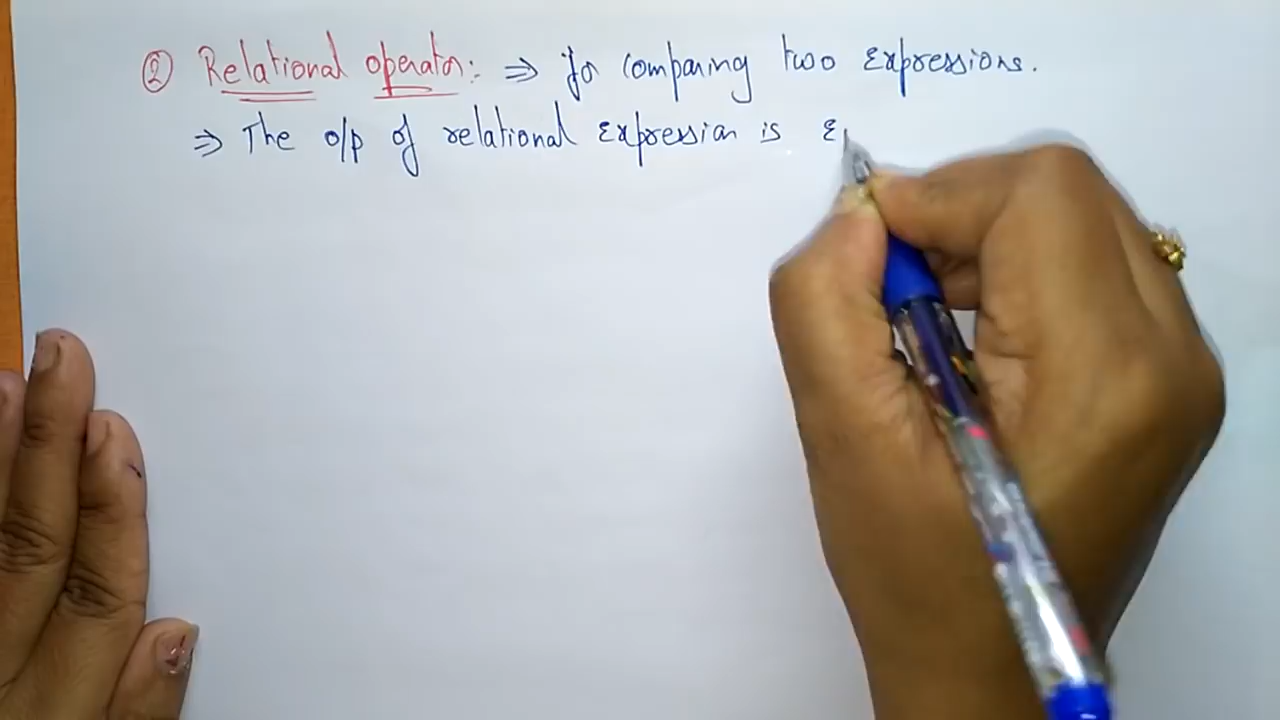 ② Relational operator:- ⇒ for comparing two Expressions.
⇒ The o/p of relational Expression is